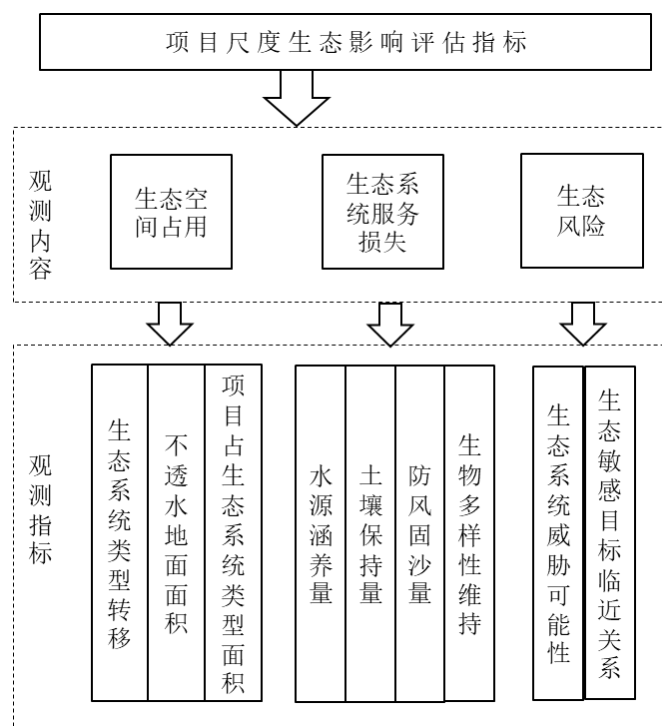 项目尺度生态影响评估指标
观测内容
生态空
间占用
生态系
统服务
损失
生态
风险
观测指标
生态系统类型转移
不透水地面面积
项目占生态系统类型面积
水源涵养量
土壤保持量
防风固沙量
生物多样性维持
生态系统威胁可能性
生态敏感目标临近关系